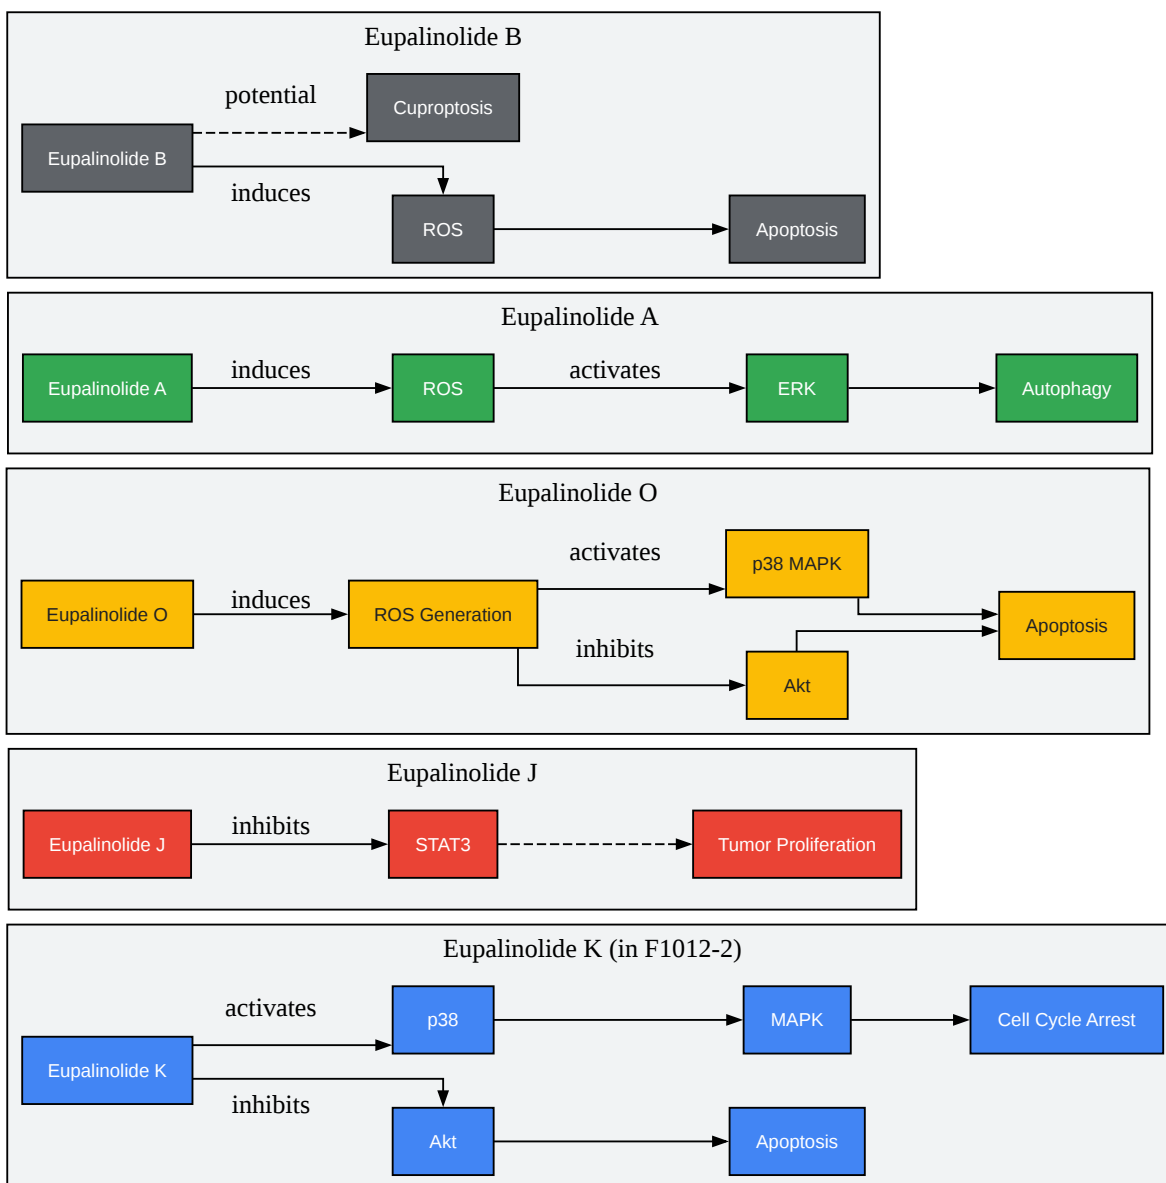 Eupalinolide B
potential
Cuproptosis
Eupalinolide B
induces
ROS
Apoptosis
Eupalinolide A
Eupalinolide A
induces
ROS
activates
ERK
Autophagy
Eupalinolide O
activates
p38 MAPK
Eupalinolide O
induces
ROS Generation
Apoptosis
inhibits
Akt
Eupalinolide J
Eupalinolide J
inhibits
STAT3
Tumor Proliferation
Eupalinolide K (in F1012-2)
activates
p38
MAPK
Cell Cycle Arrest
Eupalinolide K
inhibits
Akt
Apoptosis